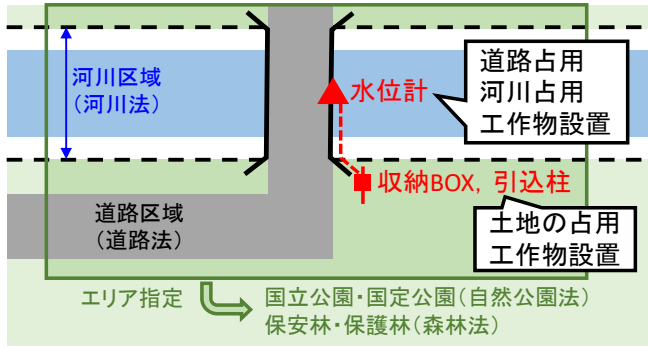 河川区域
（河川法）
水位計
道路占用
河川占用
工作物設置
収納BOX，引込柱
道路区域
（道路法）
土地の占用
工作物設置
エリア指定
国立公園・国定公園（自然公園法）
保安林・保護林（森林法）